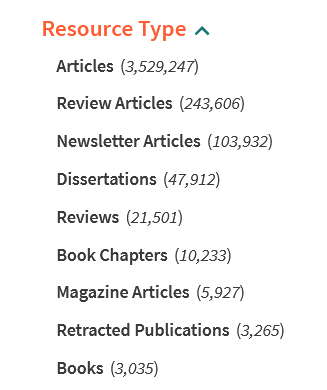 Resource Type
Articles (3,529,247)
Review Articles (243,606)
Newsletter Articles (103,932)
Dissertations (47,912)
Reviews (21,501)
Book Chapters (10,233)
Magazine Articles (5,927)
Retracted Publications (3,265)
Books (3,035)